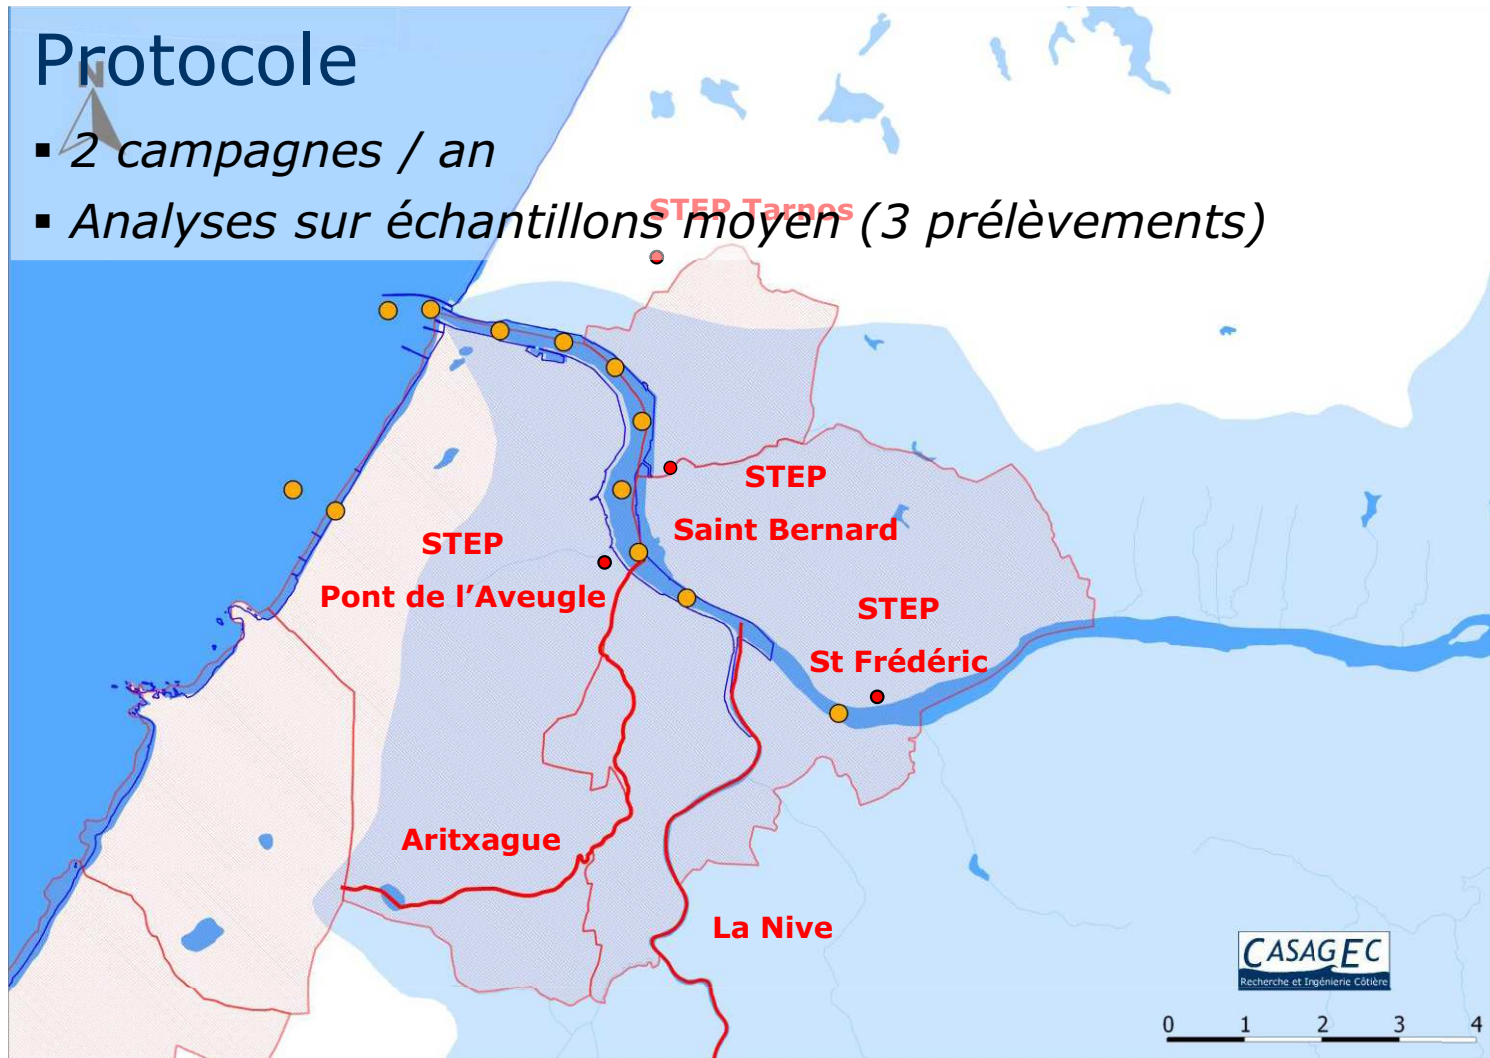 Protocole
N
▪ 2 campagnes / an
▪ Analyses sur échantillons moyen (3 prélèvements)
STEP Tarnos
STEP
Saint Bernard
STEP
Pont de l’Aveugle
STEP
St Frédéric
Aritxague
La Nive
CASAGEC
Recherche et Ingénierie Côtière
0 1 2 3 4